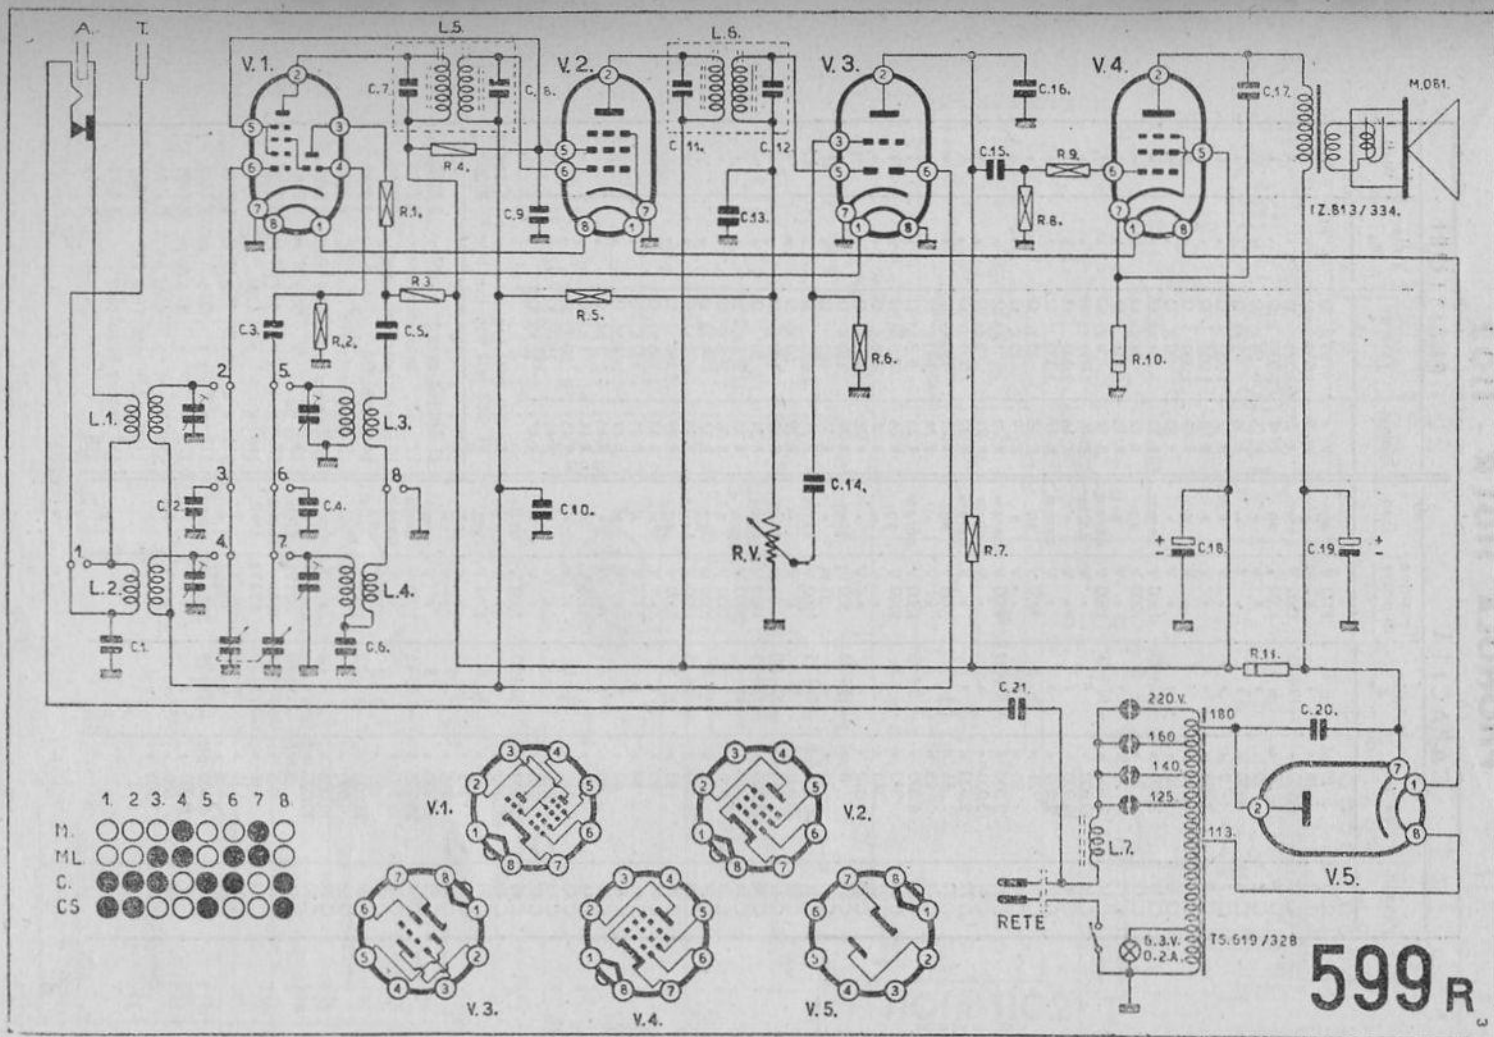 A. T.
L.5. L.6.
V.1. V.2. V.3. V.4.
C.7. C.8. C.16. C.17. M.061.
C.11. C.12.
R.4. C.15. R.9.
R.1. C.9. C.13. R.8. IZ.813/334.
R.3.
R.5.
C.3. R.2. C.5. R.6. R.10.
2. 5.
L.1. L.3.
3. 6. 8.
C.2. C.4. C.10. C.14.
1. 4. 7. R.V. R.7. + - C.18. C.19. + -
L.2. L.4.
C.1. C.6. R.11.
C.21. 220.V. 180 C.20.
160.
140.
125.
113.
L.7.
V.5.
RETE
6.3.V.
0.2.A.
TS.619/328
1. 2. 3. 4. 5. 6. 7. 8.
M.
ML
C.
CS
V.1. V.2.
V.3. V.4. V.5.
599 R